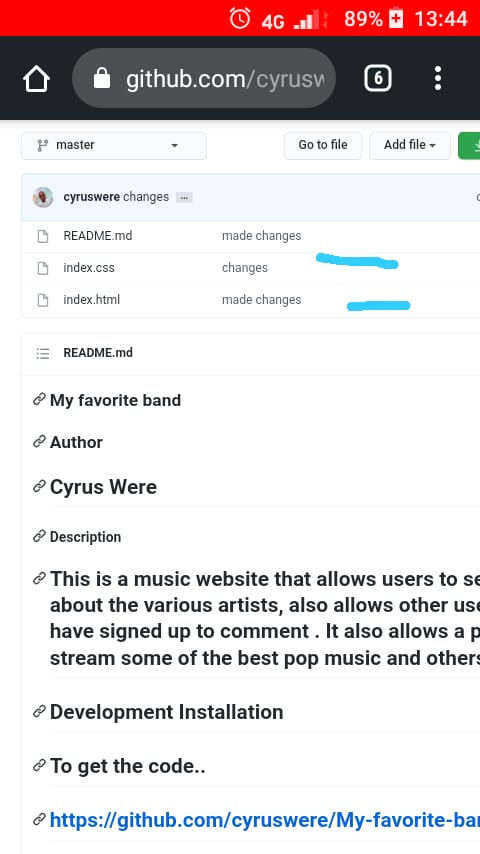 4G 89% 13:44
github.com/cyrusw
6
master Go to file Add file
cyruswere changes ...
README.md made changes
index.css changes
index.html made changes
README.md
My favorite band
Author
Cyrus Were
Description
This is a music website that allows users to se
about the various artists, also allows other use
have signed up to comment . It also allows a p
stream some of the best pop music and others
Development Installation
To get the code..
https://github.com/cyruswere/My-favorite-ba